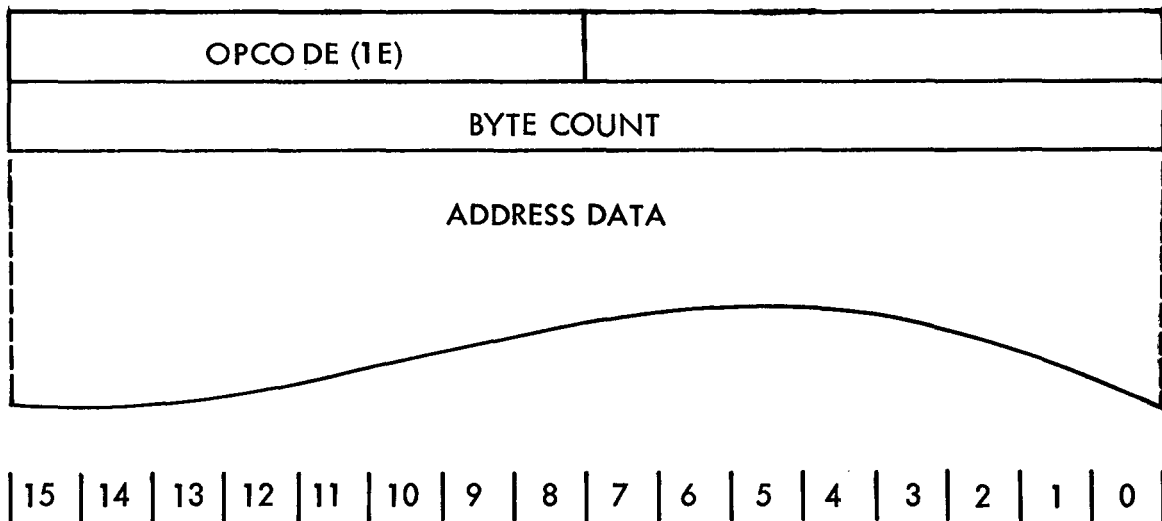 OPCODE (1E)
BYTE COUNT
ADDRESS DATA
15 | 14 | 13 | 12 | 11 | 10 | 9 | 8 | 7 | 6 | 5 | 4 | 3 | 2 | 1 | 0